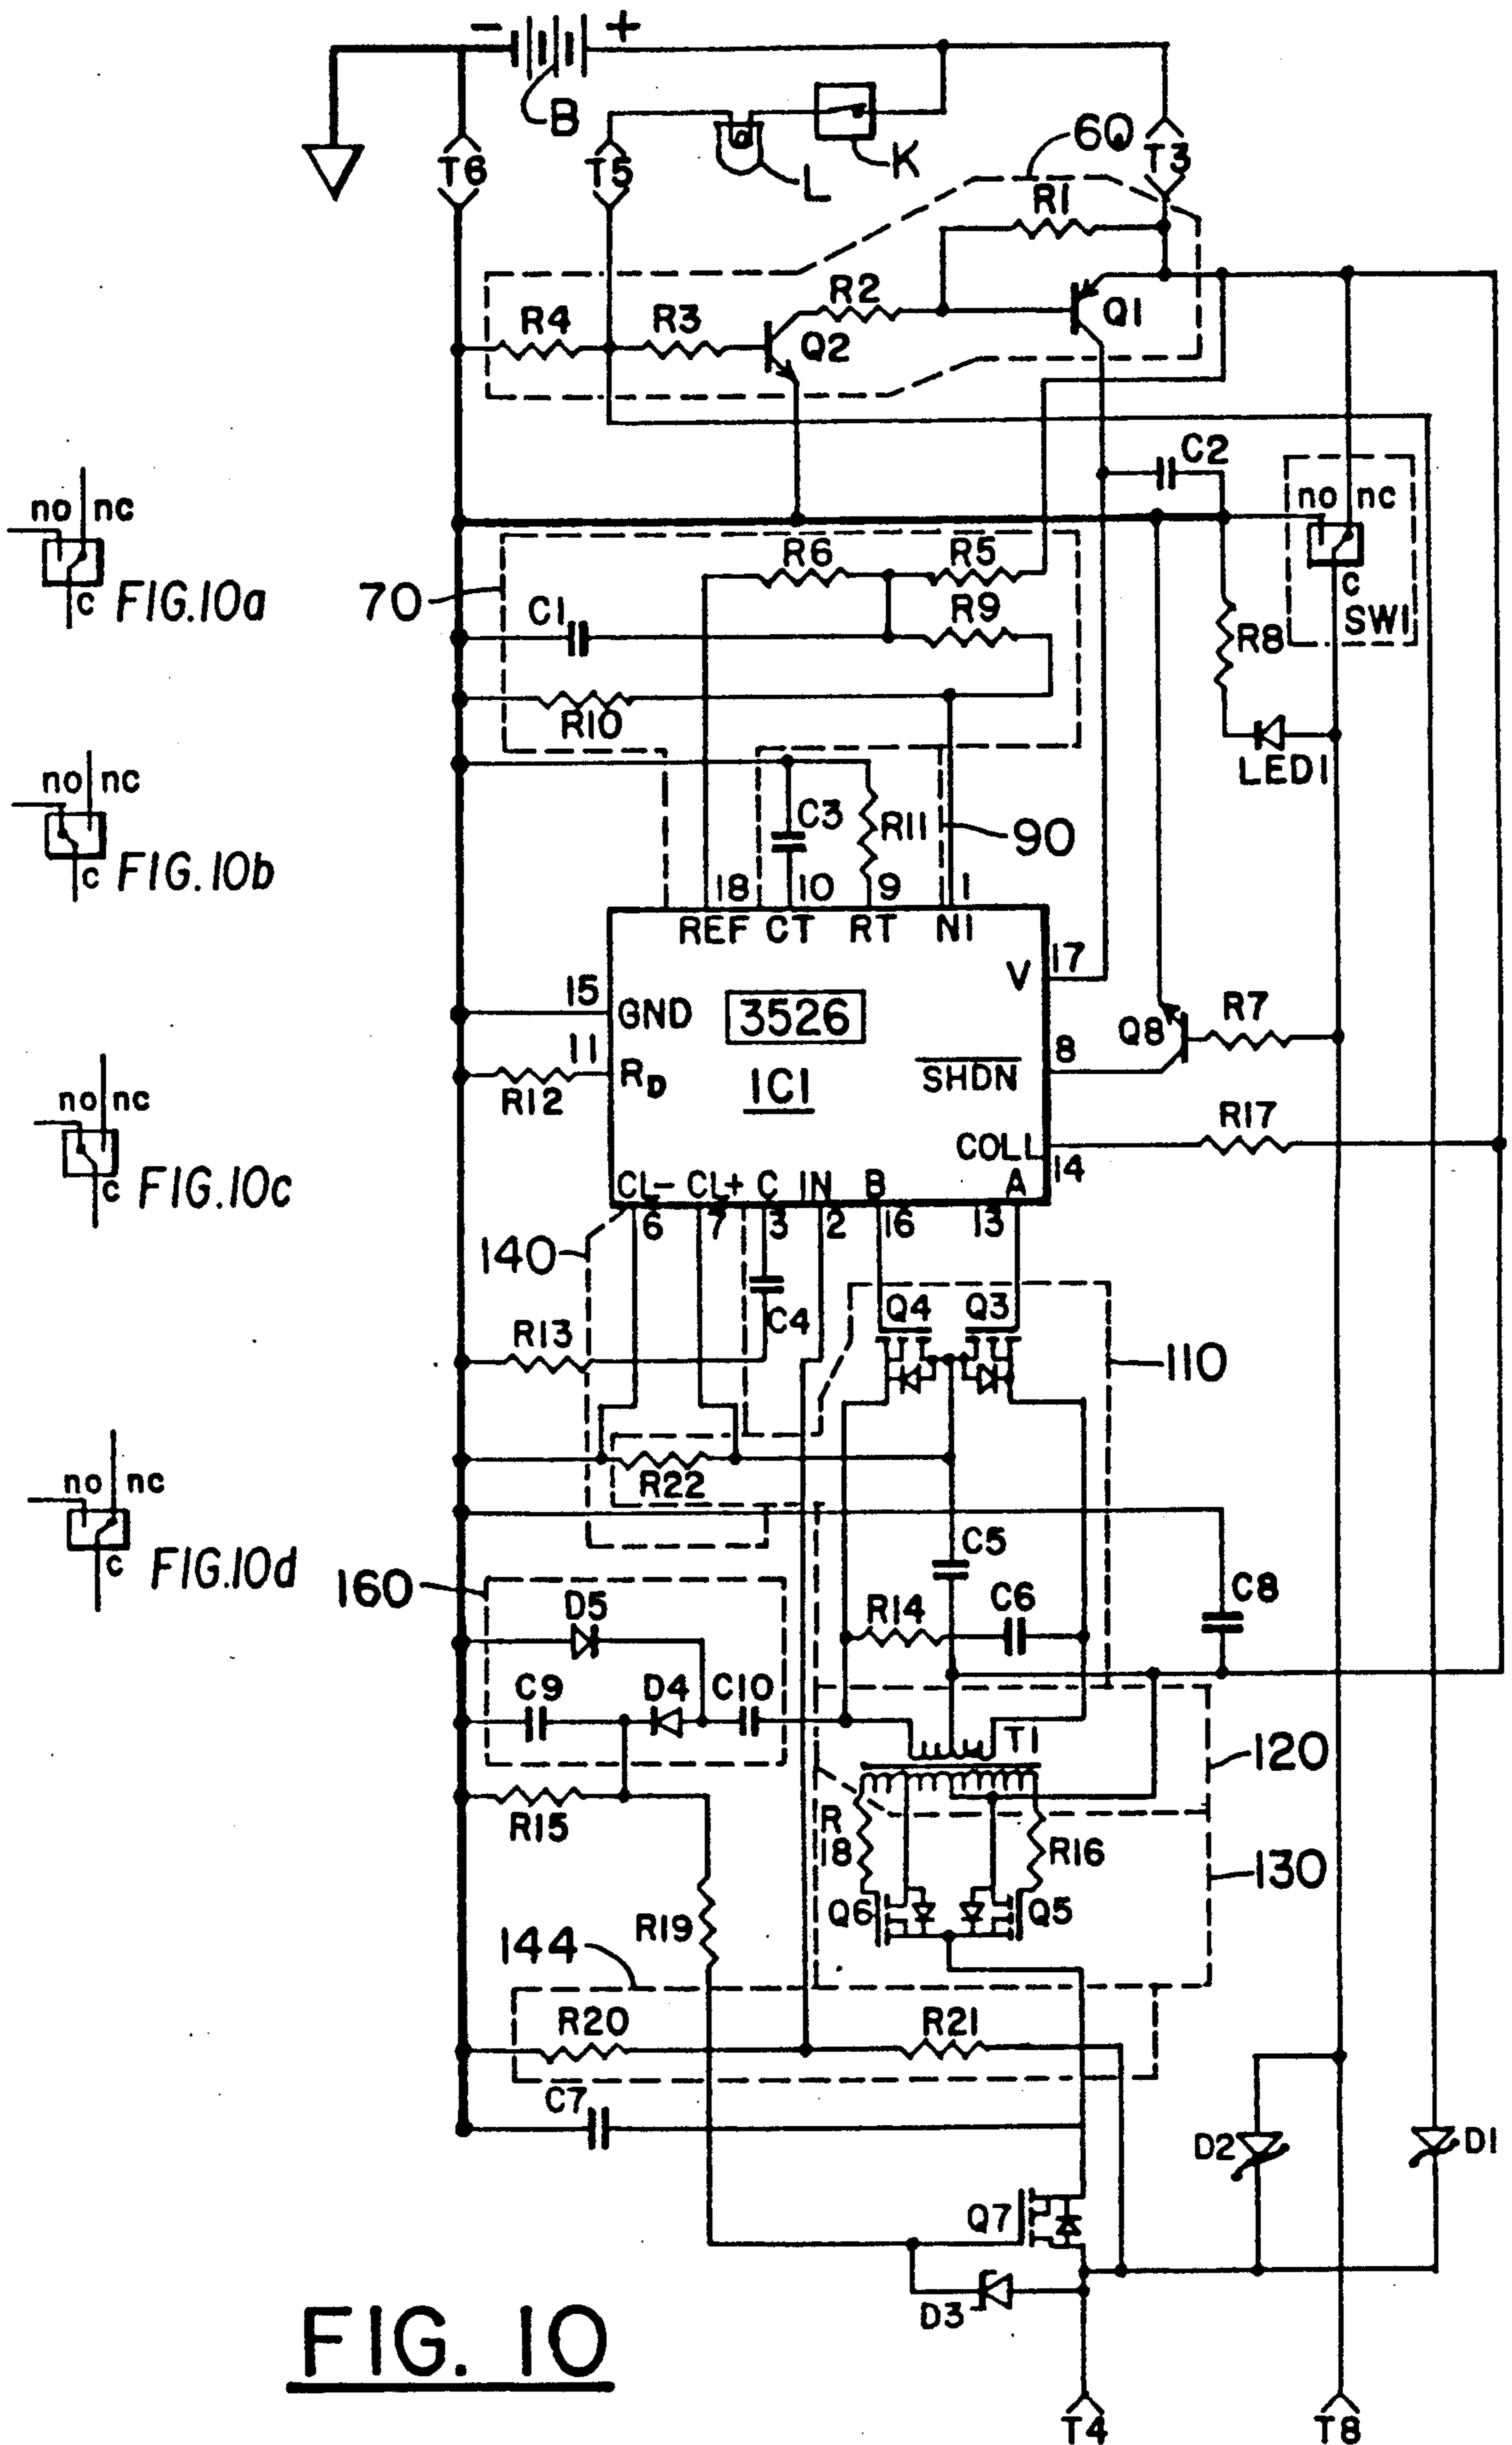 - +
B
T6
T5
L
K
60
T3
R1
R4
R3
R2
Q2
Q1
C2
no nc
C
SW1
no nc
C
FIG.10a
70
R6
R5
C1
R9
R8
R10
LED1
no nc
C
FIG.10b
C3
R11
90
18
10
9
1
REF
CT
RT
NI
V
17
15
GND
3526
11
RD
IC1
SHDN
8
Q8
R7
R12
R17
COLL
14
no nc
C
FIG.10c
CL-
CL+
C
IN
B
A
6
7
3
2
16
13
140
C4
Q4
Q3
R13
110
R22
no nc
C
FIG.10d
C5
160
D5
R14
C6
C8
C9
D4
C10
T1
120
R15
R
18
R16
130
R19
Q6
Q5
144
R20
R21
C7
D2
D1
Q7
D3
FIG. 10
T4
T8